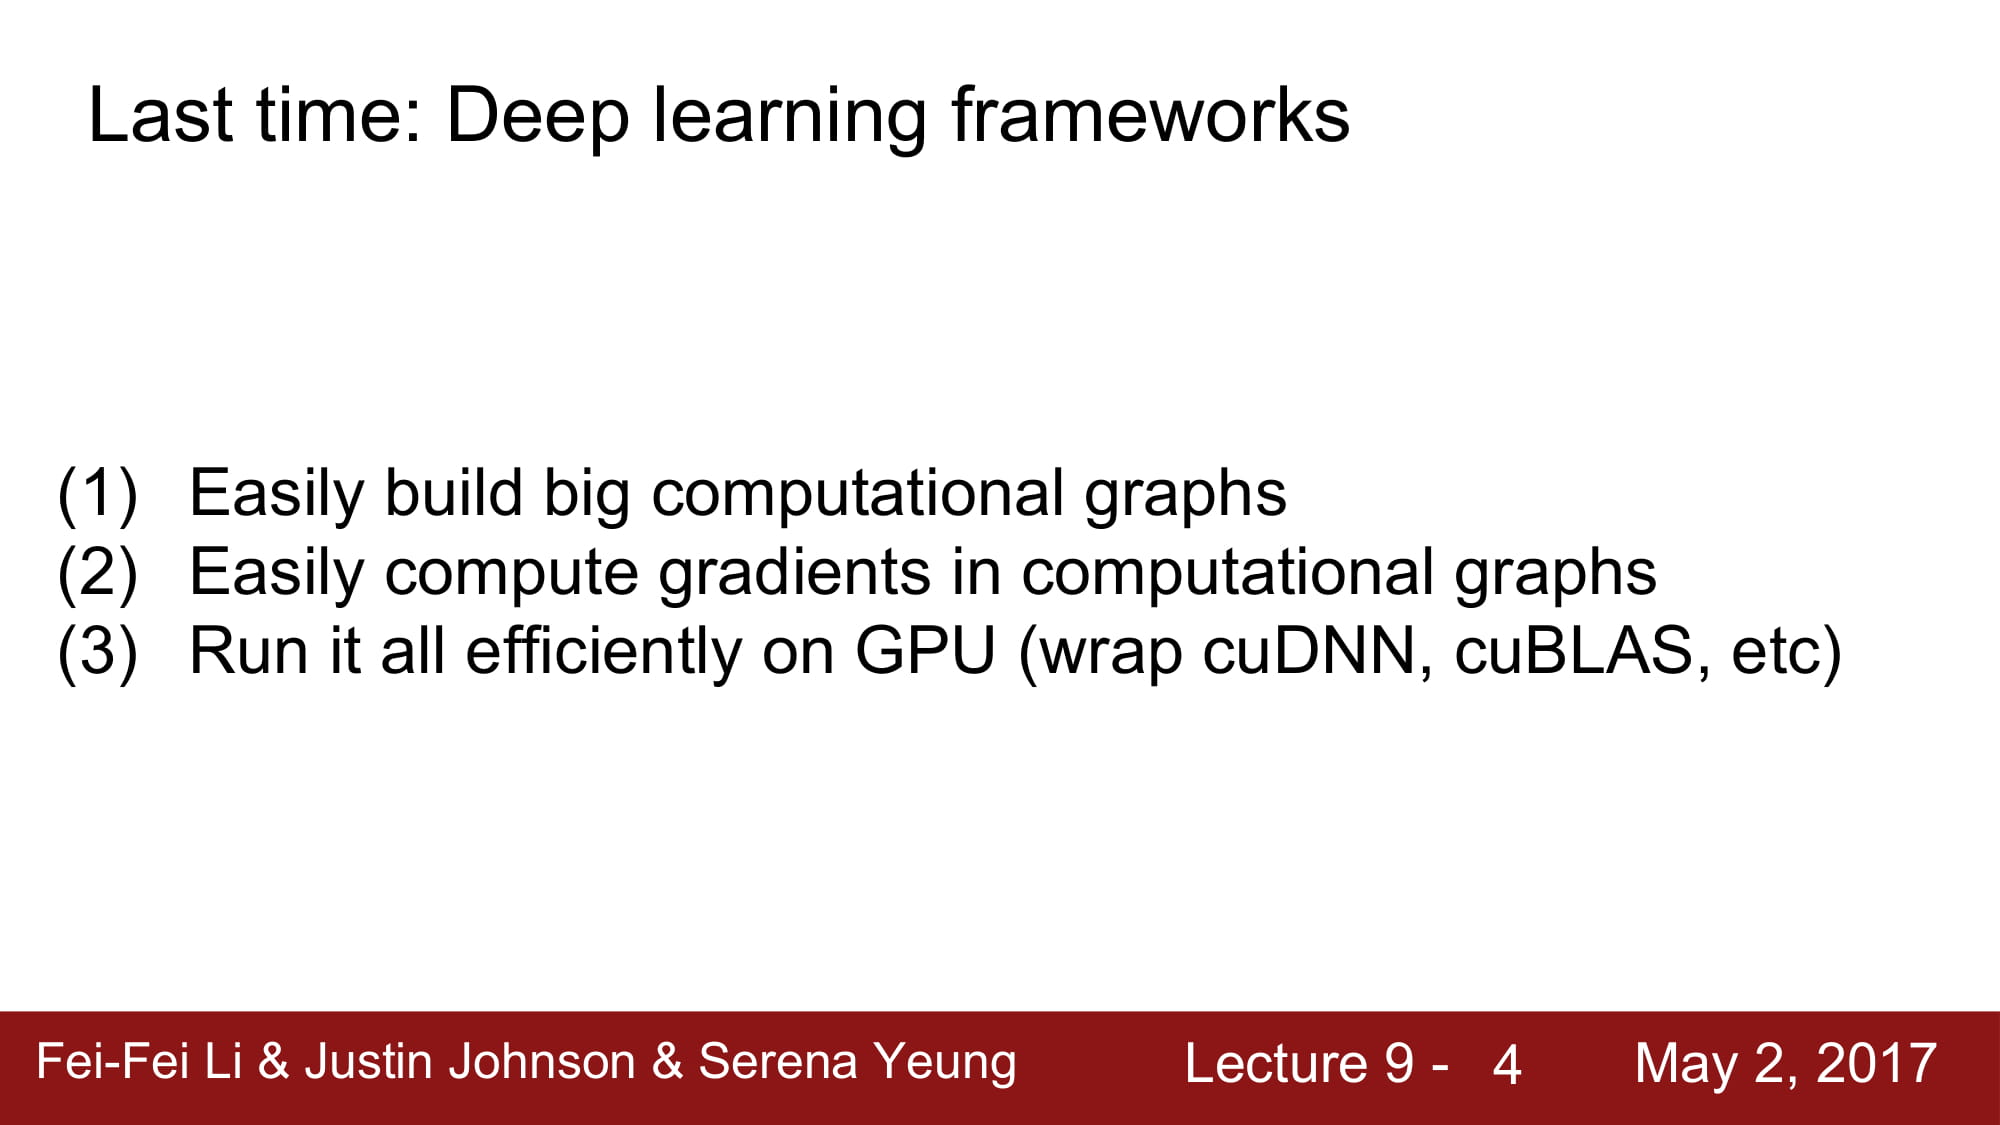 Last time: Deep learning frameworks
(1) Easily build big computational graphs
(2) Easily compute gradients in computational graphs
(3) Run it all efficiently on GPU (wrap cuDNN, cuBLAS, etc)
Fei-Fei Li & Justin Johnson & Serena Yeung Lecture 9 - 4 May 2, 2017